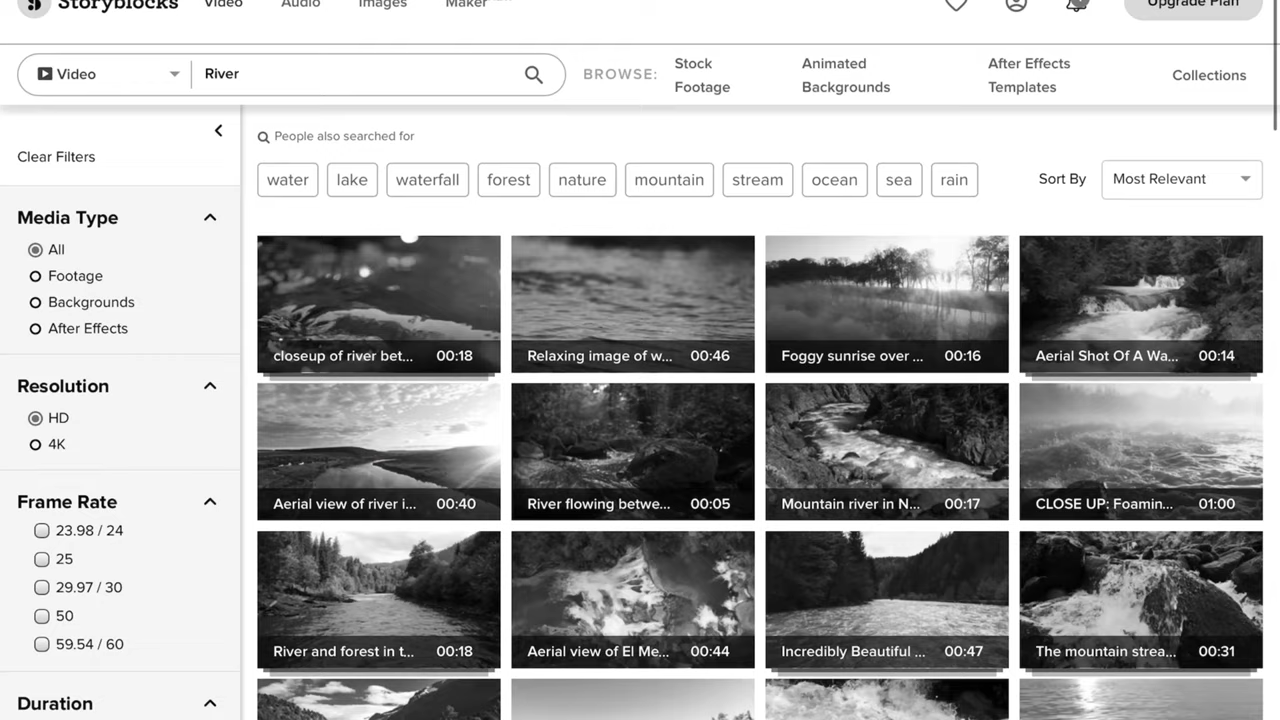 Storyblocks
Video
Audio
Images
Maker
Upgrade Plan
Video
River
BROWSE:
Stock
Footage
Animated
Backgrounds
After Effects
Templates
Collections
Clear Filters
People also searched for
water
lake
waterfall
forest
nature
mountain
stream
ocean
sea
rain
Sort By
Most Relevant
Media Type
All
Footage
Backgrounds
After Effects
Resolution
HD
4K
Frame Rate
23.98 / 24
25
29.97 / 30
50
59.54 / 60
Duration
closeup of river bet... 00:18
Relaxing image of w... 00:46
Foggy sunrise over ... 00:16
Aerial Shot Of A Wa... 00:14
Aerial view of river i... 00:40
River flowing betwe... 00:05
Mountain river in N... 00:17
CLOSE UP: Foamin... 01:00
River and forest in t... 00:18
Aerial view of El Me... 00:44
Incredibly Beautiful ... 00:47
The mountain strea... 00:31